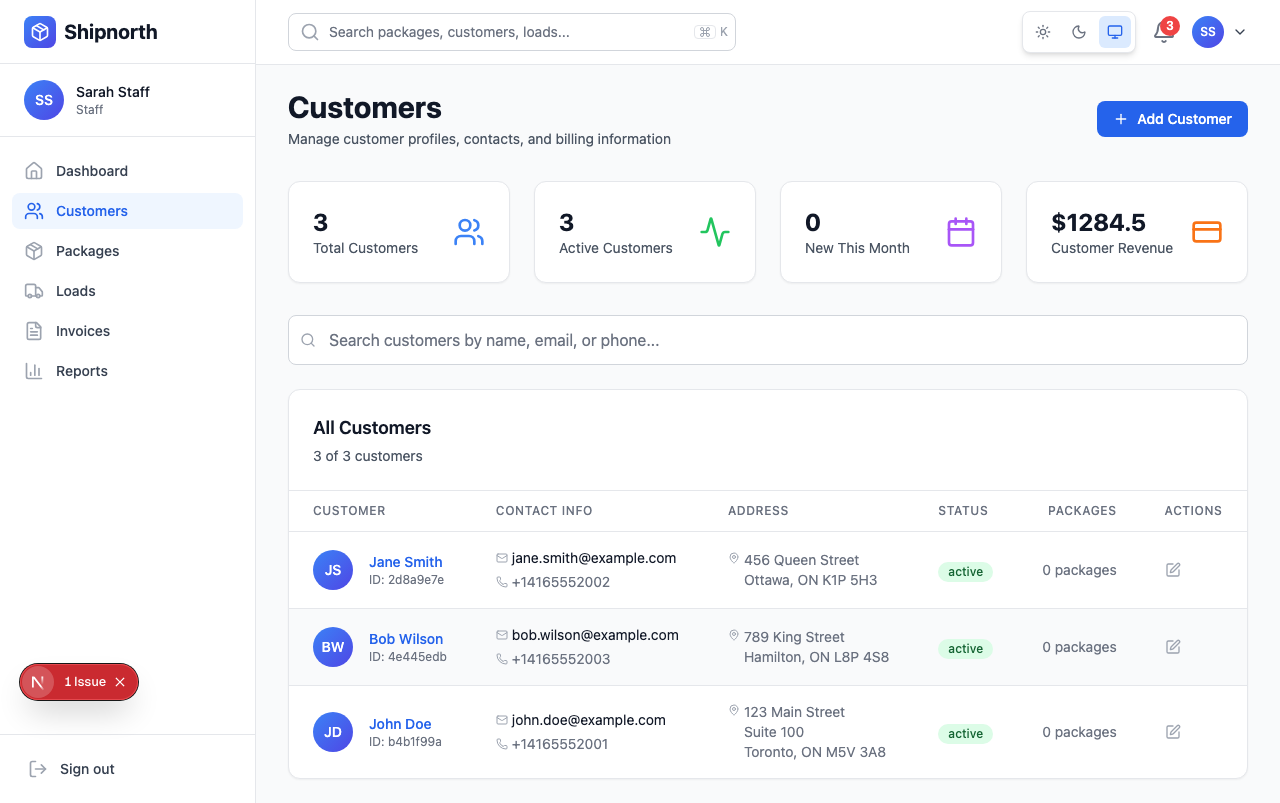 Shipnorth
Search packages, customers, loads...
⌘ K
3
SS
SS
Sarah Staff
Staff
Dashboard
Customers
Packages
Loads
Invoices
Reports
N
1 Issue
Sign out
Customers
Manage customer profiles, contacts, and billing information
Add Customer
3
Total Customers
3
Active Customers
0
New This Month
$1284.5
Customer Revenue
Search customers by name, email, or phone...
All Customers
3 of 3 customers
CUSTOMER CONTACT INFO ADDRESS STATUS PACKAGES ACTIONS
JS
Jane Smith
ID: 2d8a9e7e
jane.smith@example.com
+14165552002
456 Queen Street
Ottawa, ON K1P 5H3
active
0 packages
BW
Bob Wilson
ID: 4e445edb
bob.wilson@example.com
+14165552003
789 King Street
Hamilton, ON L8P 4S8
active
0 packages
JD
John Doe
ID: b4b1f99a
john.doe@example.com
+14165552001
123 Main Street
Suite 100
Toronto, ON M5V 3A8
active
0 packages